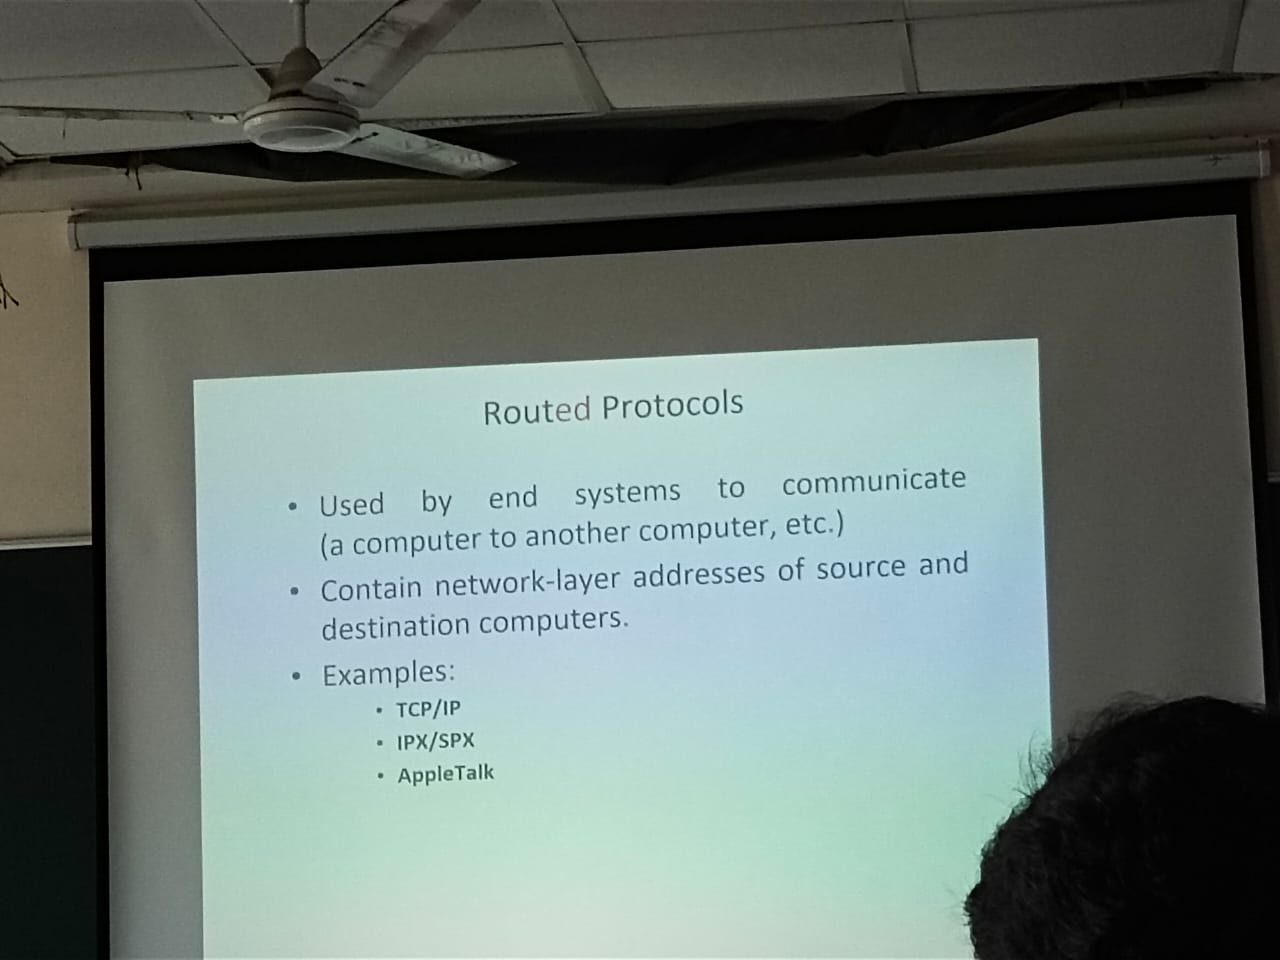 Routed Protocols
• Used by end systems to communicate
(a computer to another computer, etc.)
• Contain network-layer addresses of source and
destination computers.
• Examples:
• TCP/IP
• IPX/SPX
• AppleTalk